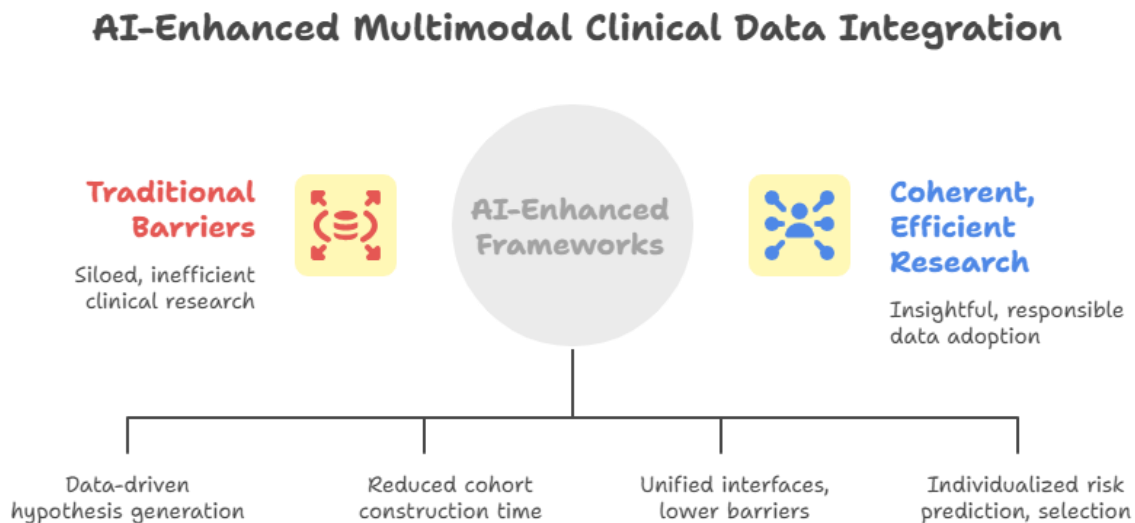 AI-Enhanced Multimodal Clinical Data Integration
Traditional
Barriers
Siloed, inefficient
clinical research
AI-Enhanced
Frameworks
Coherent,
Efficient
Research
Insightful, responsible
data adoption
Data-driven
hypothesis generation
Reduced cohort
construction time
Unified interfaces,
lower barriers
Individualized risk
prediction, selection